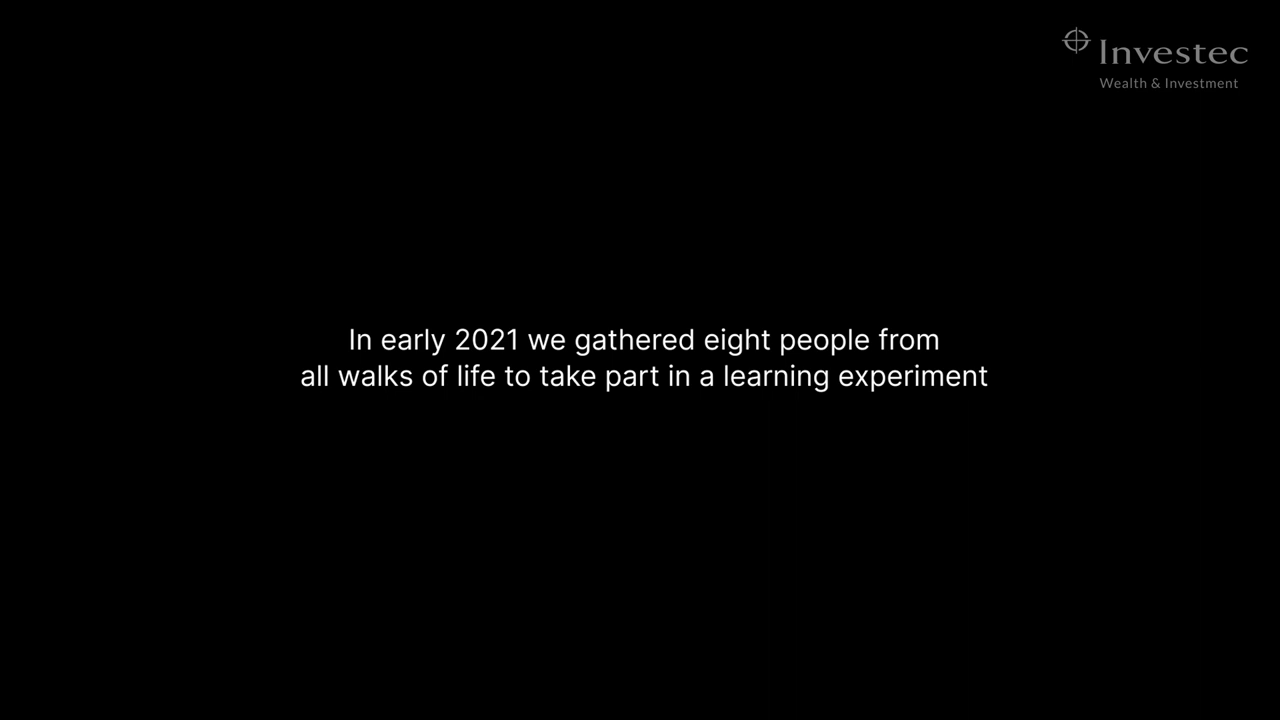 Investec
Wealth & Investment
In early 2021 we gathered eight people from
all walks of life to take part in a learning experiment